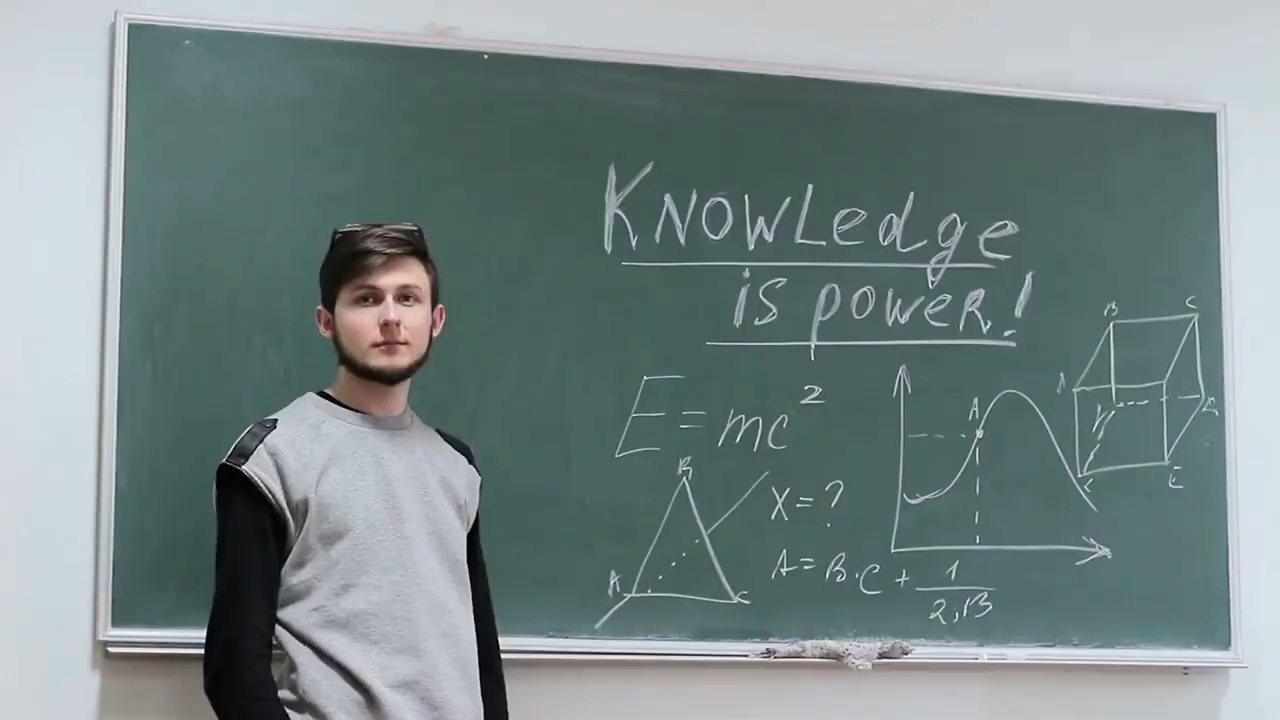 KNOWLedge
is power!
E = mc²
B
X = ?
A
C
A = B·C + 1/2,13
A
B
C
A
E